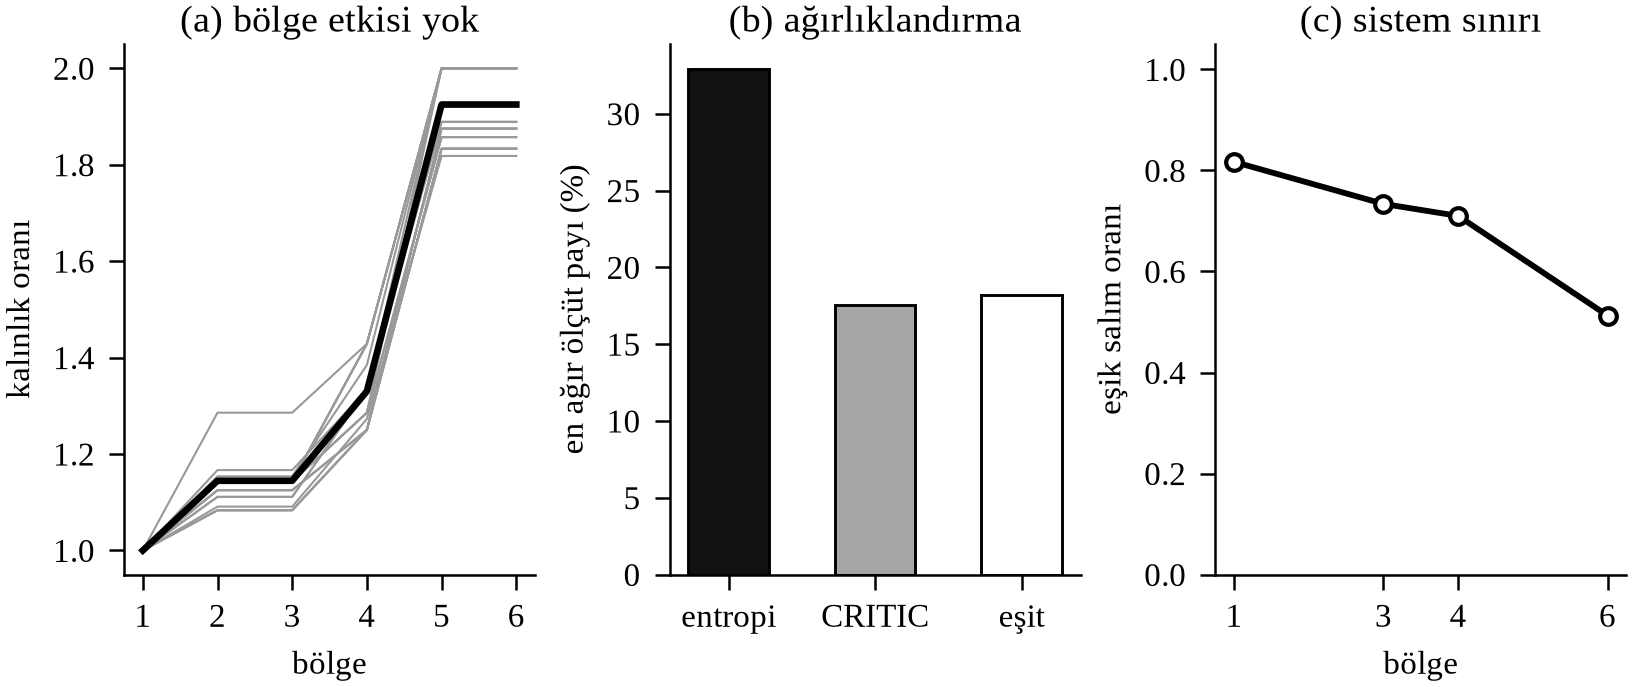 (a) bölge etkisi yok
kalınlık oranı
2.0
1.8
1.6
1.4
1.2
1.0
1 2 3 4 5 6
bölge
(b) ağırlıklandırma
en ağır ölçüt payı (%)
30
25
20
15
10
5
0
entropi CRITIC eşit
(c) sistem sınırı
eşik salım oranı
1.0
0.8
0.6
0.4
0.2
0.0
1 3 4 6
bölge